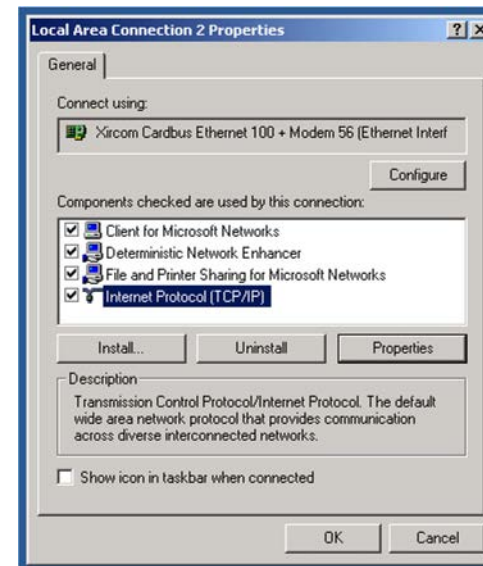 Local Area Connection 2 Properties
General
Connect using:
Xircom Cardbus Ethernet 100 + Modem 56 (Ethernet Interf
Configure
Components checked are used by this connection:
Client for Microsoft Networks
Deterministic Network Enhancer
File and Printer Sharing for Microsoft Networks
Internet Protocol (TCP/IP)
Install... Uninstall Properties
Description
Transmission Control Protocol/Internet Protocol. The default
wide area network protocol that provides communication
across diverse interconnected networks.
Show icon in taskbar when connected
OK Cancel